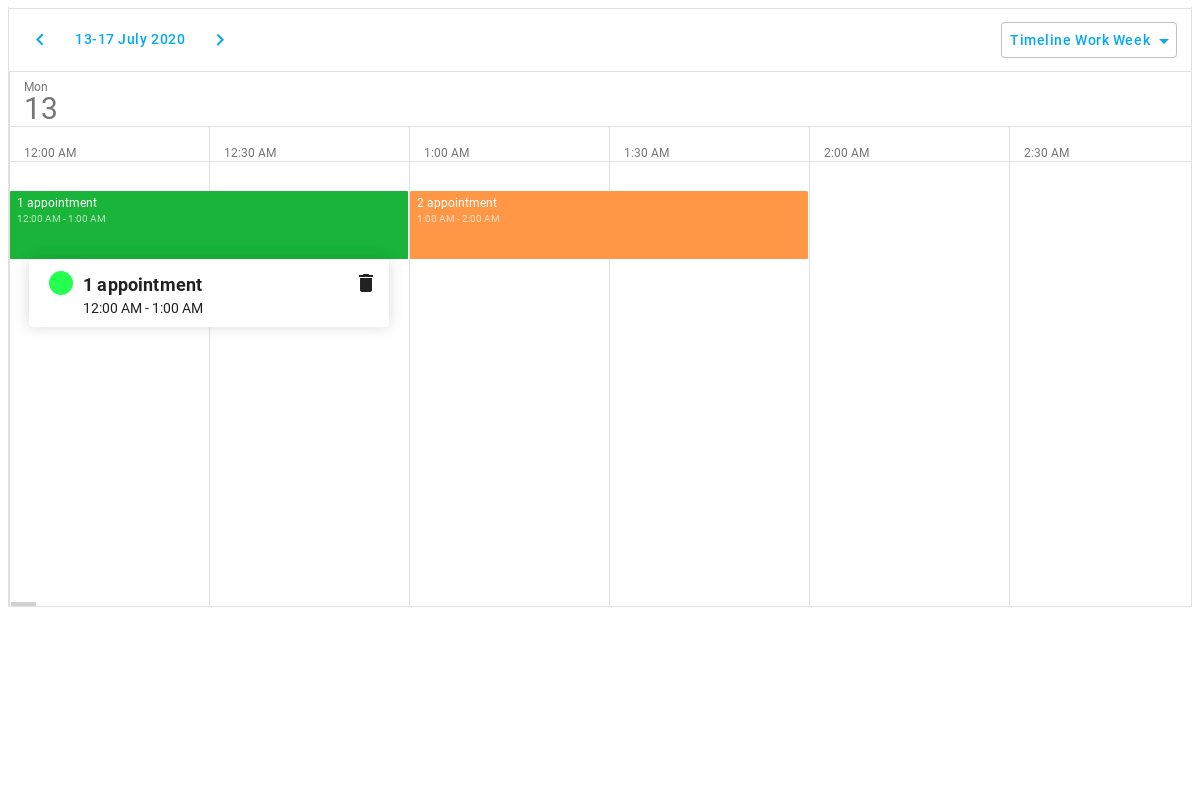 13-17 July 2020
Timeline Work Week
Mon
13
12:00 AM
12:30 AM
1:00 AM
1:30 AM
2:00 AM
2:30 AM
1 appointment
12:00 AM - 1:00 AM
2 appointment
1:00 AM - 2:00 AM
1 appointment
12:00 AM - 1:00 AM